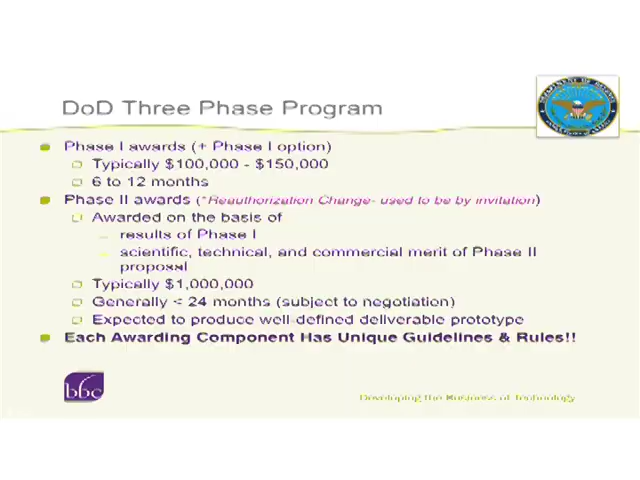 DoD Three Phase Program
Phase I awards (+ Phase I option)
Typically $100,000 - $150,000
6 to 12 months
Phase II awards (*Reauthorization Change- used to be by invitation)
Awarded on the basis of
– results of Phase I
– scientific, technical, and commercial merit of Phase II
proposal
Typically $1,000,000
Generally < 24 months (subject to negotiation)
Expected to produce well-defined deliverable prototype
Each Awarding Component Has Unique Guidelines & Rules!!
bbc
Developing the Business of Technology